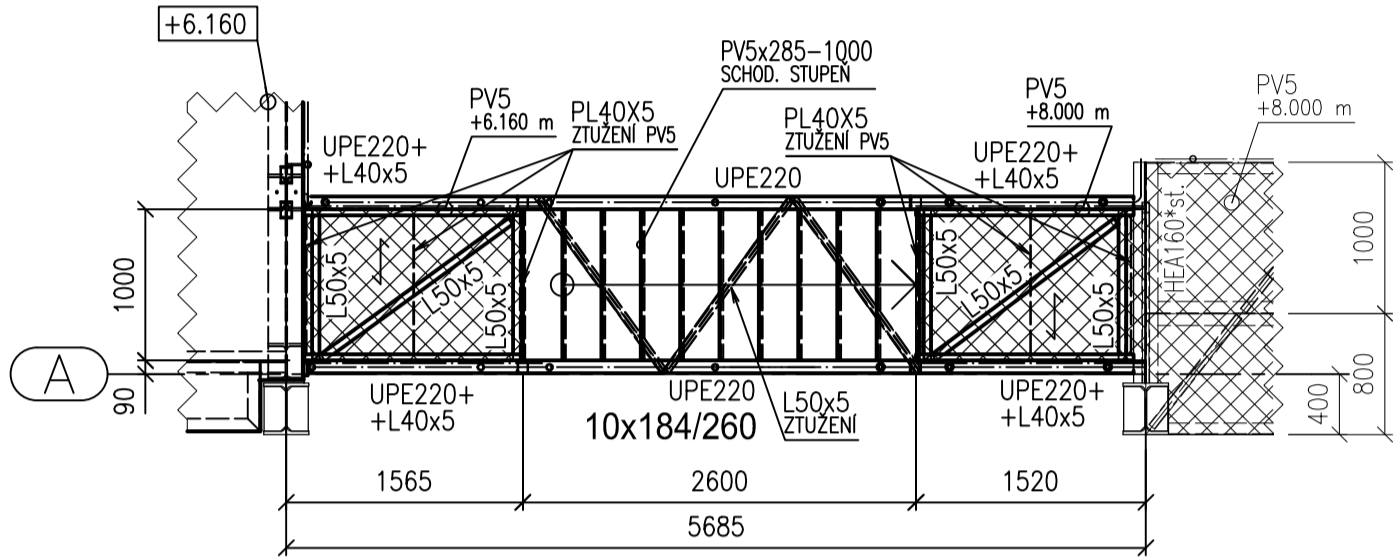 +6.160
PV5x285-1000
SCHOD. STUPEŇ
PV5
+6.160 m
PL40X5
ZTUŽENÍ PV5
PL40X5
ZTUŽENÍ PV5
PV5
+8.000 m
PV5
+8.000 m
UPE220+
+L40x5
UPE220
UPE220+
+L40x5
HEA160*st.
L50x5
L50x5
L50x5
L50x5
L50x5
L50x5
1000
90
A
1000
800
400
UPE220+
+L40x5
UPE220
10x184/260
L50x5
ZTUŽENÍ
UPE220+
+L40x5
1565
2600
1520
5685